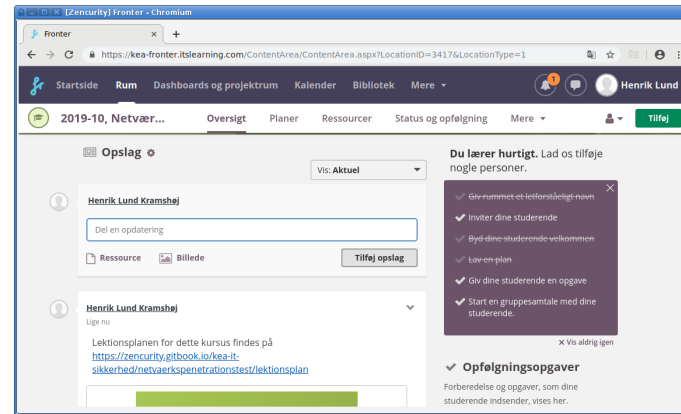 [Zencurity] Fronter - Chromium
Fronter × +
https://kea-fronter.itslearning.com/ContentArea/ContentArea.aspx?LocationID=3417&LocationType=1
Startside Rum Dashboards og projektrum Kalender Bibliotek Mere 1 Henrik Lund
2019-10, Netvær... Oversigt Planer Ressourcer Status og opfølgning Mere Tilføj
Opslag
Vis: Aktuel
Henrik Lund Kramshøj
Del en opdatering
Ressource Billede Tilføj opslag
Henrik Lund Kramshøj
Lige nu
Lektionsplanen for dette kursus findes på
https://zencurity.gitbook.io/kea-it-
sikkerhed/netvaerkspenetrationstest/lektionsplan
Du lærer hurtigt. Lad os tilføje
nogle personer.
Giv rummet et letforståeligt navn
Inviter dine studerende
Byd dine studerende velkommen
Lav en plan
Giv dine studerende en opgave
Start en gruppesamtale med dine
studerende.
× Vis aldrig igen
Opfølgningsopgaver
Forberedelse og opgaver, som dine
studerende indsender, vises her.